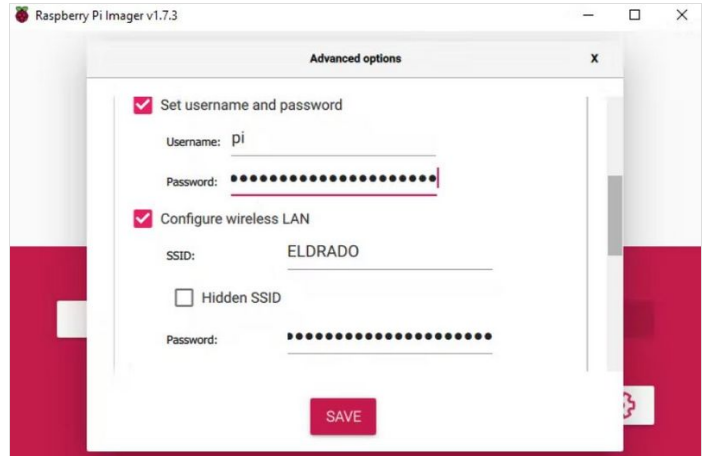 Raspberry Pi Imager v1.7.3
Advanced options X
Set username and password
Username: pi
Password: ••••••••••••••••••••••
Configure wireless LAN
SSID: ELDRADO
Hidden SSID
Password: ••••••••••••••••••••••
SAVE